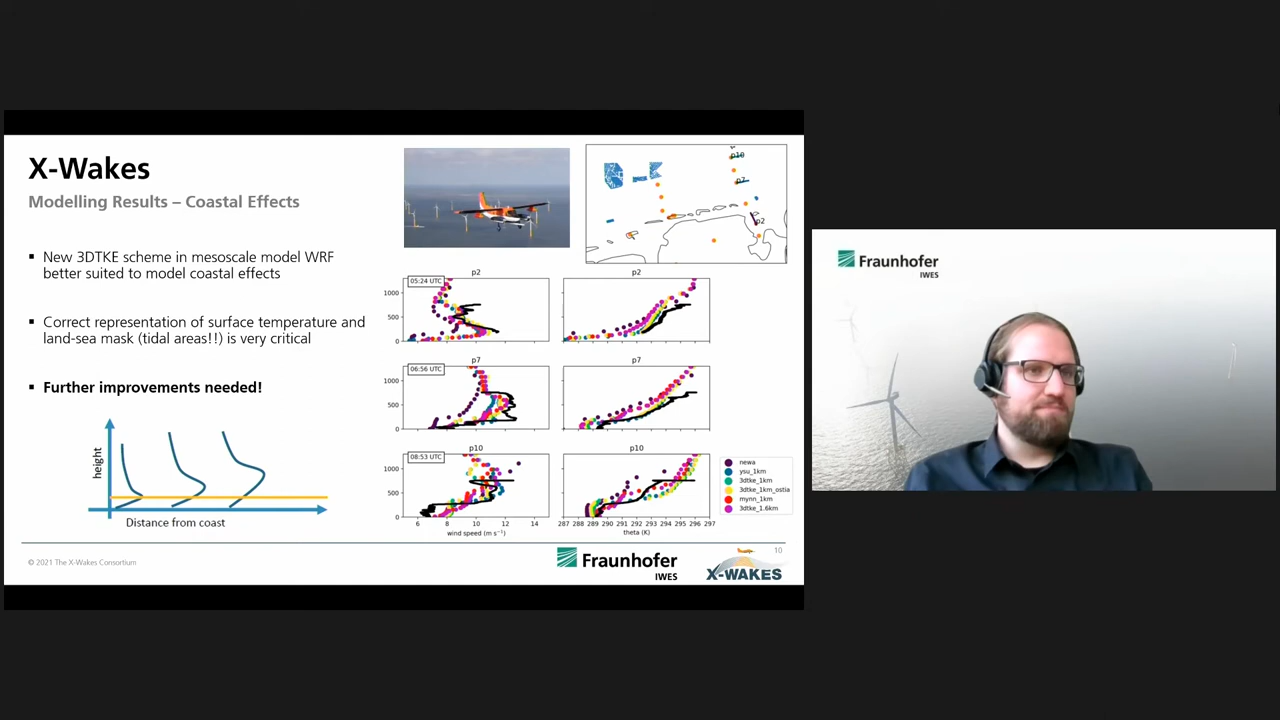 X-Wakes
Modelling Results – Coastal Effects
▪ New 3DTKE scheme in mesoscale model WRF
better suited to model coastal effects
▪ Correct representation of surface temperature and
land-sea mask (tidal areas!!) is very critical
▪ Further improvements needed!
height
Distance from coast
p10
p7
p2
p2
p2
05:24 UTC
1000
500
0
p7
p7
06:56 UTC
1000
500
0
p10
p10
08:53 UTC
1000
500
0
6 8 10 12 14
wind speed (m s⁻¹)
287 288 289 290 291 292 293 294 295 296 297
theta (K)
newa
ysu_1km
3dtke_1km
3dtke_1km_ostia
mynn_1km
3dtke_1.6km
© 2021 The X-Wakes Consortium
Fraunhofer
IWES
X-WAKES
10
Fraunhofer
IWES